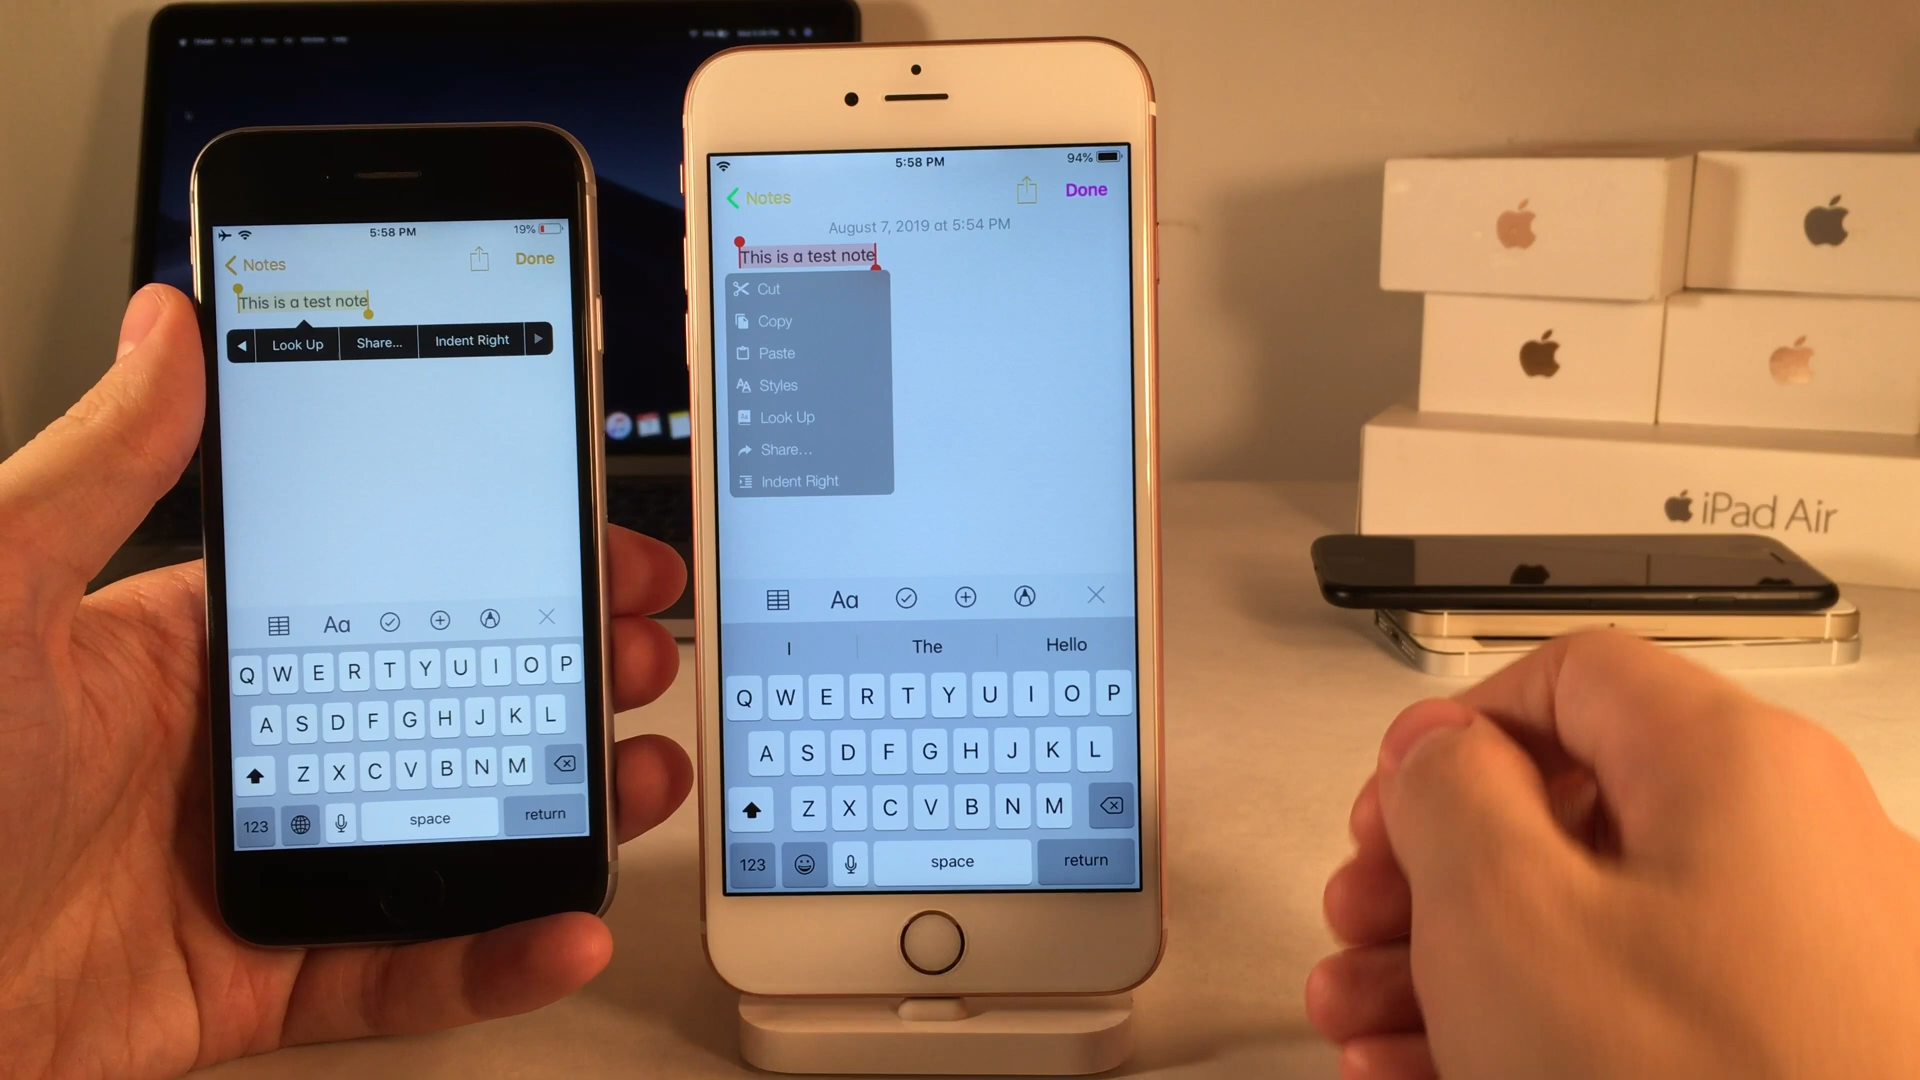 5:58 PM
19%
Notes
Done
This is a test note
Look Up
Share...
Indent Right
Aa
Q W E R T Y U I O P
A S D F G H J K L
Z X C V B N M
123
space
return
5:58 PM
94%
Notes
Done
August 7, 2019 at 5:54 PM
This is a test note
Cut
Copy
Paste
Styles
Look Up
Share...
Indent Right
Aa
I The Hello
Q W E R T Y U I O P
A S D F G H J K L
Z X C V B N M
123
space
return
iPad Air